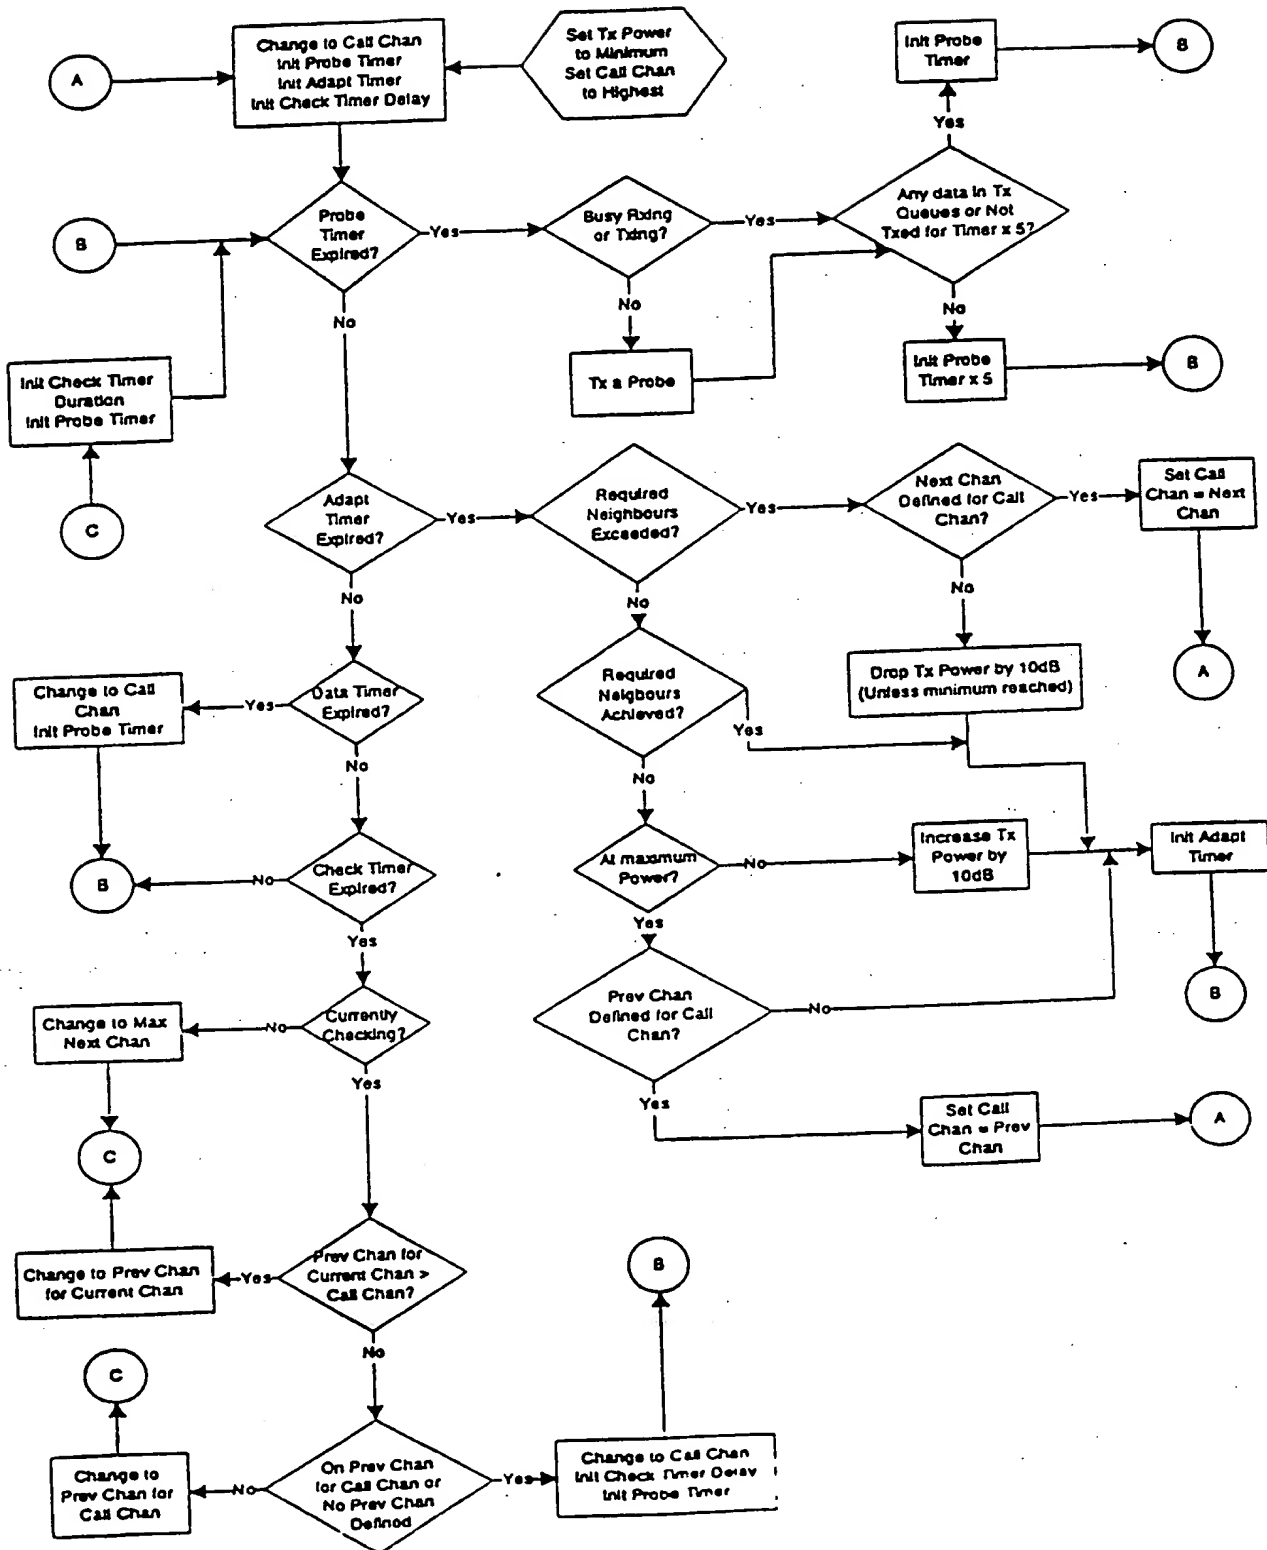 A
Change to Call Chan
Init Probe Timer
Init Adapt Timer
Init Check Timer Delay
Set Tx Power
to Minimum
Set Call Chan
to Highest
Init Probe
Timer
B
Yes
B
Probe
Timer
Expired?
Yes
Busy Rxing
or Txing?
Yes
Any data in Tx
Queues or Not
Txed for Timer x 5?
No
No
No
Init Check Timer
Duration
Init Probe Timer
Tx a Probe
Init Probe
Timer x 5
B
C
Adapt
Timer
Expired?
Yes
Required
Neighbours
Exceeded?
Yes
Next Chan
Defined for Call
Chan?
Yes
Set Call
Chan = Next
Chan
No
No
No
A
Change to Call
Chan
Init Probe Timer
Yes
Data Timer
Expired?
Required
Neigbours
Achieved?
Yes
Drop Tx Power by 10dB
(Unless minimum reached)
No
No
B
No
Check Timer
Expired?
At maximum
Power?
No
Increase Tx
Power by
10dB
Init Adapt
Timer
Yes
Yes
B
Change to Max
Next Chan
No
Currently
Checking?
Prev Chan
Defined for Call
Chan?
No
Yes
Yes
C
Set Call
Chan = Prev
Chan
A
Change to Prev Chan
for Current Chan
Yes
Prev Chan for
Current Chan >
Call Chan?
B
No
C
Change to
Prev Chan for
Call Chan
No
On Prev Chan
for Call Chan or
No Prev Chan
Defined
Yes
Change to Call Chan
Init Check Timer Delay
Init Probe Timer